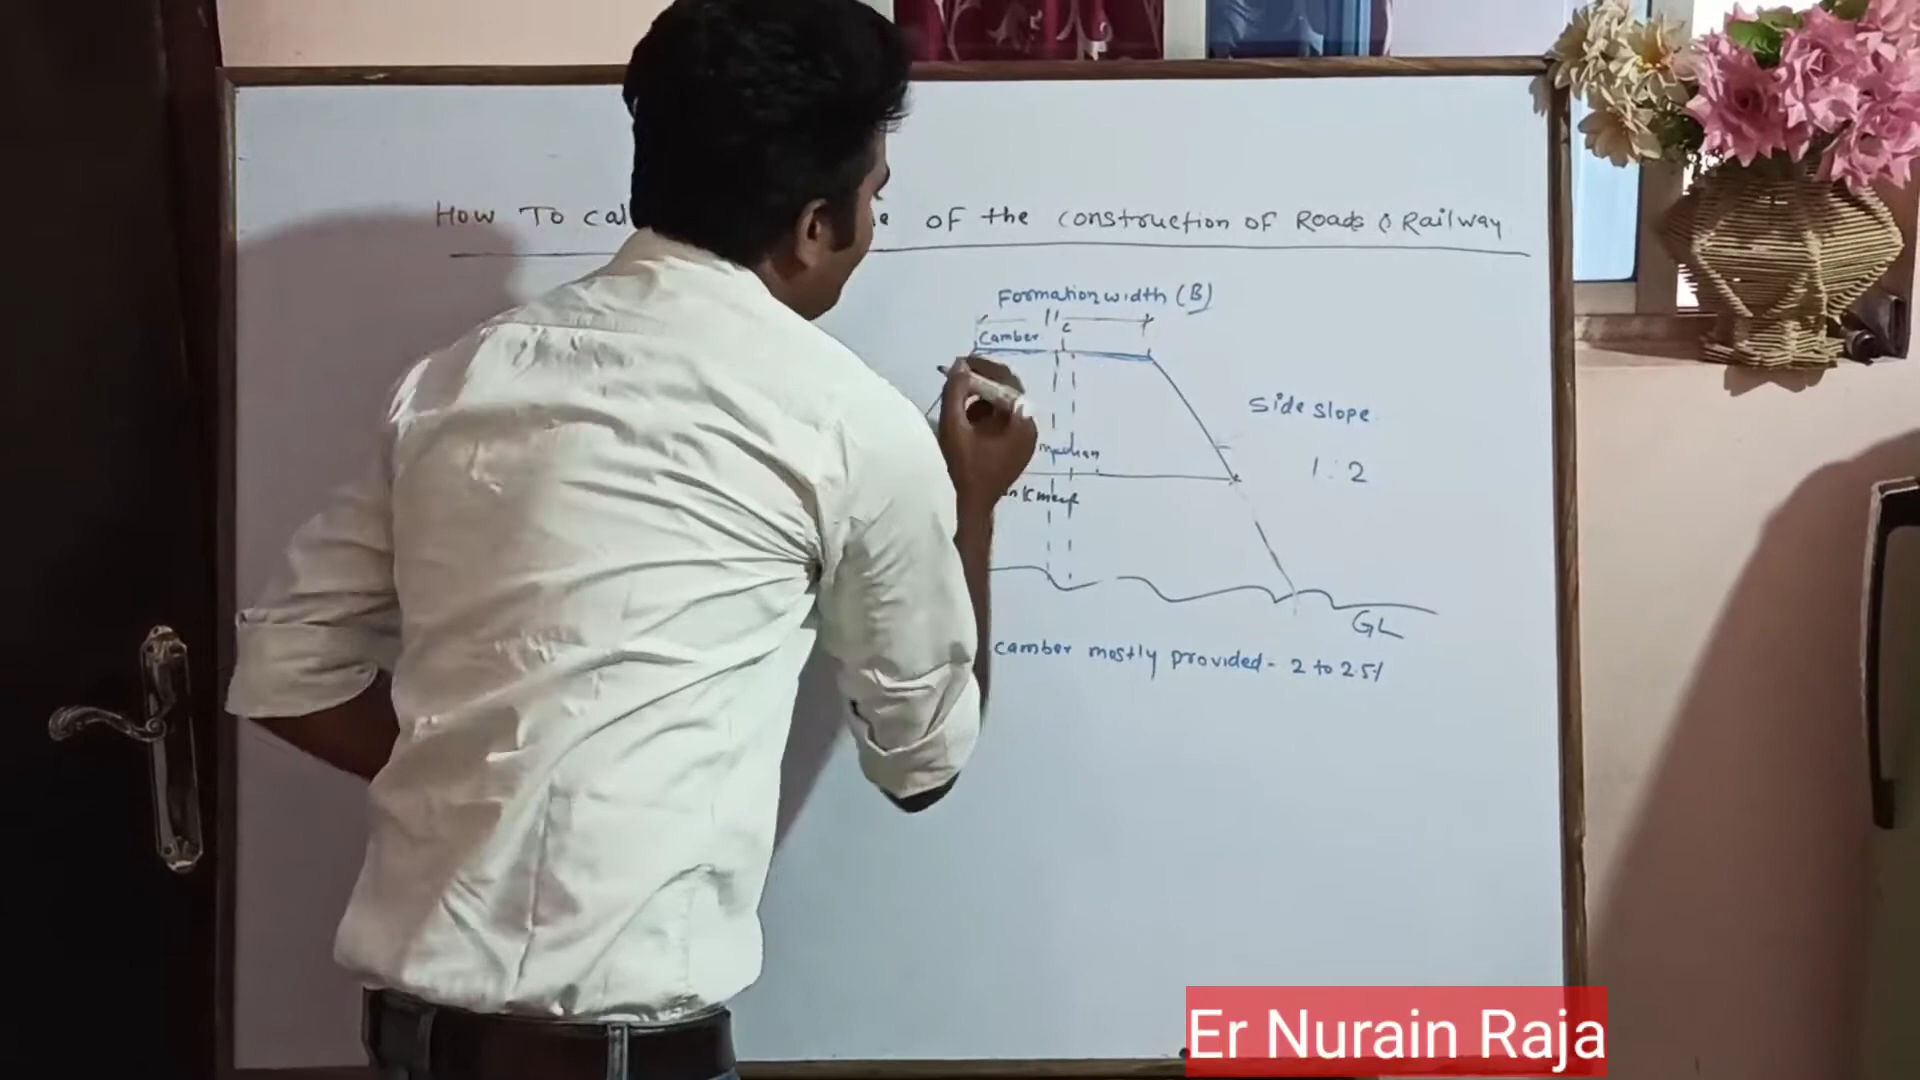 How To cal e OF the construction OF Roads & Railway
Formation width (B)
C
Camber
Side slope
1:2
median
GL
camber mostly provided - 2 to 2.5%
Er Nurain Raja